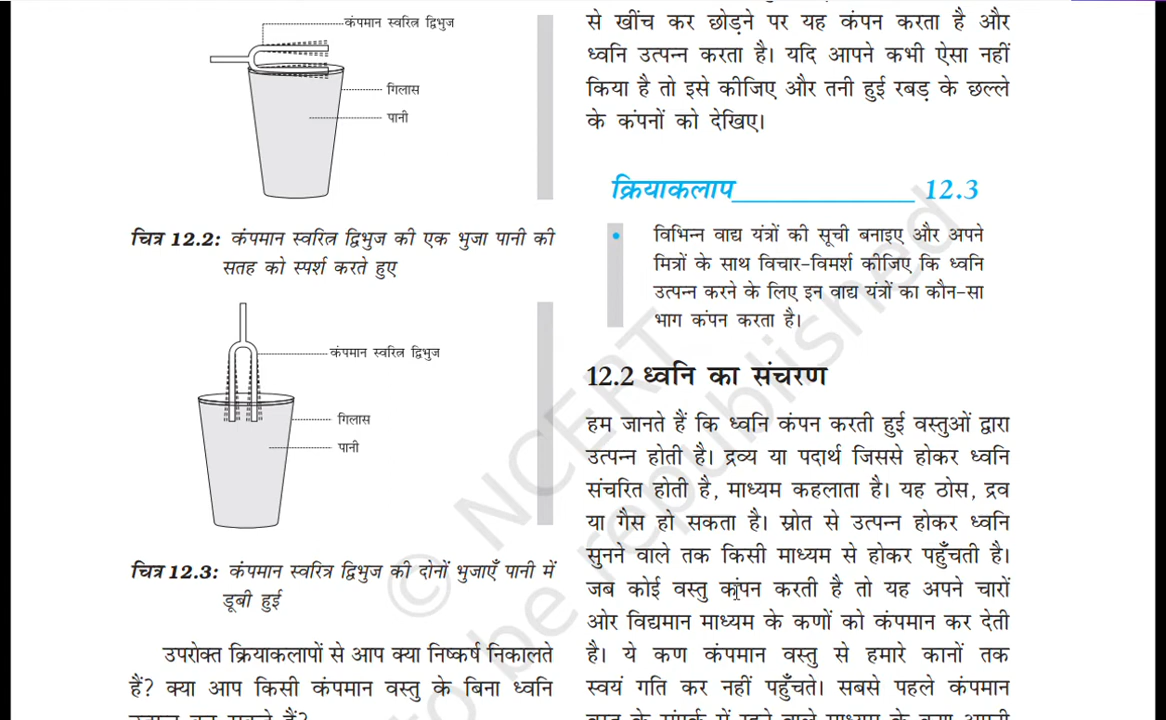 कंपमान स्वरित्र द्विभुज
गिलास
पानी
चित्र 12.2: कंपमान स्वरित्र द्विभुज की एक भुजा पानी की
सतह को स्पर्श करते हुए
कंपमान स्वरित्र द्विभुज
गिलास
पानी
चित्र 12.3: कंपमान स्वरित्र द्विभुज की दोनों भुजाएँ पानी में
डूबी हुई
उपरोक्त क्रियाकलापों से आप क्या निष्कर्ष निकालते
हैं? क्या आप किसी कंपमान वस्तु के बिना ध्वनि
से खींच कर छोड़ने पर यह कंपन करता है और
ध्वनि उत्पन्न करता है। यदि आपने कभी ऐसा नहीं
किया है तो इसे कीजिए और तनी हुई रबड़ के छल्ले
के कंपनों को देखिए।
क्रियाकलाप 12.3
• विभिन्न वाद्य यंत्रों की सूची बनाइए और अपने
मित्रों के साथ विचार-विमर्श कीजिए कि ध्वनि
उत्पन्न करने के लिए इन वाद्य यंत्रों का कौन-सा
भाग कंपन करता है।
12.2 ध्वनि का संचरण
हम जानते हैं कि ध्वनि कंपन करती हुई वस्तुओं द्वारा
उत्पन्न होती है। द्रव्य या पदार्थ जिससे होकर ध्वनि
संचरित होती है, माध्यम कहलाता है। यह ठोस, द्रव
या गैस हो सकता है। स्रोत से उत्पन्न होकर ध्वनि
सुनने वाले तक किसी माध्यम से होकर पहुँचती है।
जब कोई वस्तु कंपन करती है तो यह अपने चारों
ओर विद्यमान माध्यम के कणों को कंपमान कर देती
है। ये कण कंपमान वस्तु से हमारे कानों तक
स्वयं गति कर नहीं पहुँचते। सबसे पहले कंपमान
© NCERT
to be republished